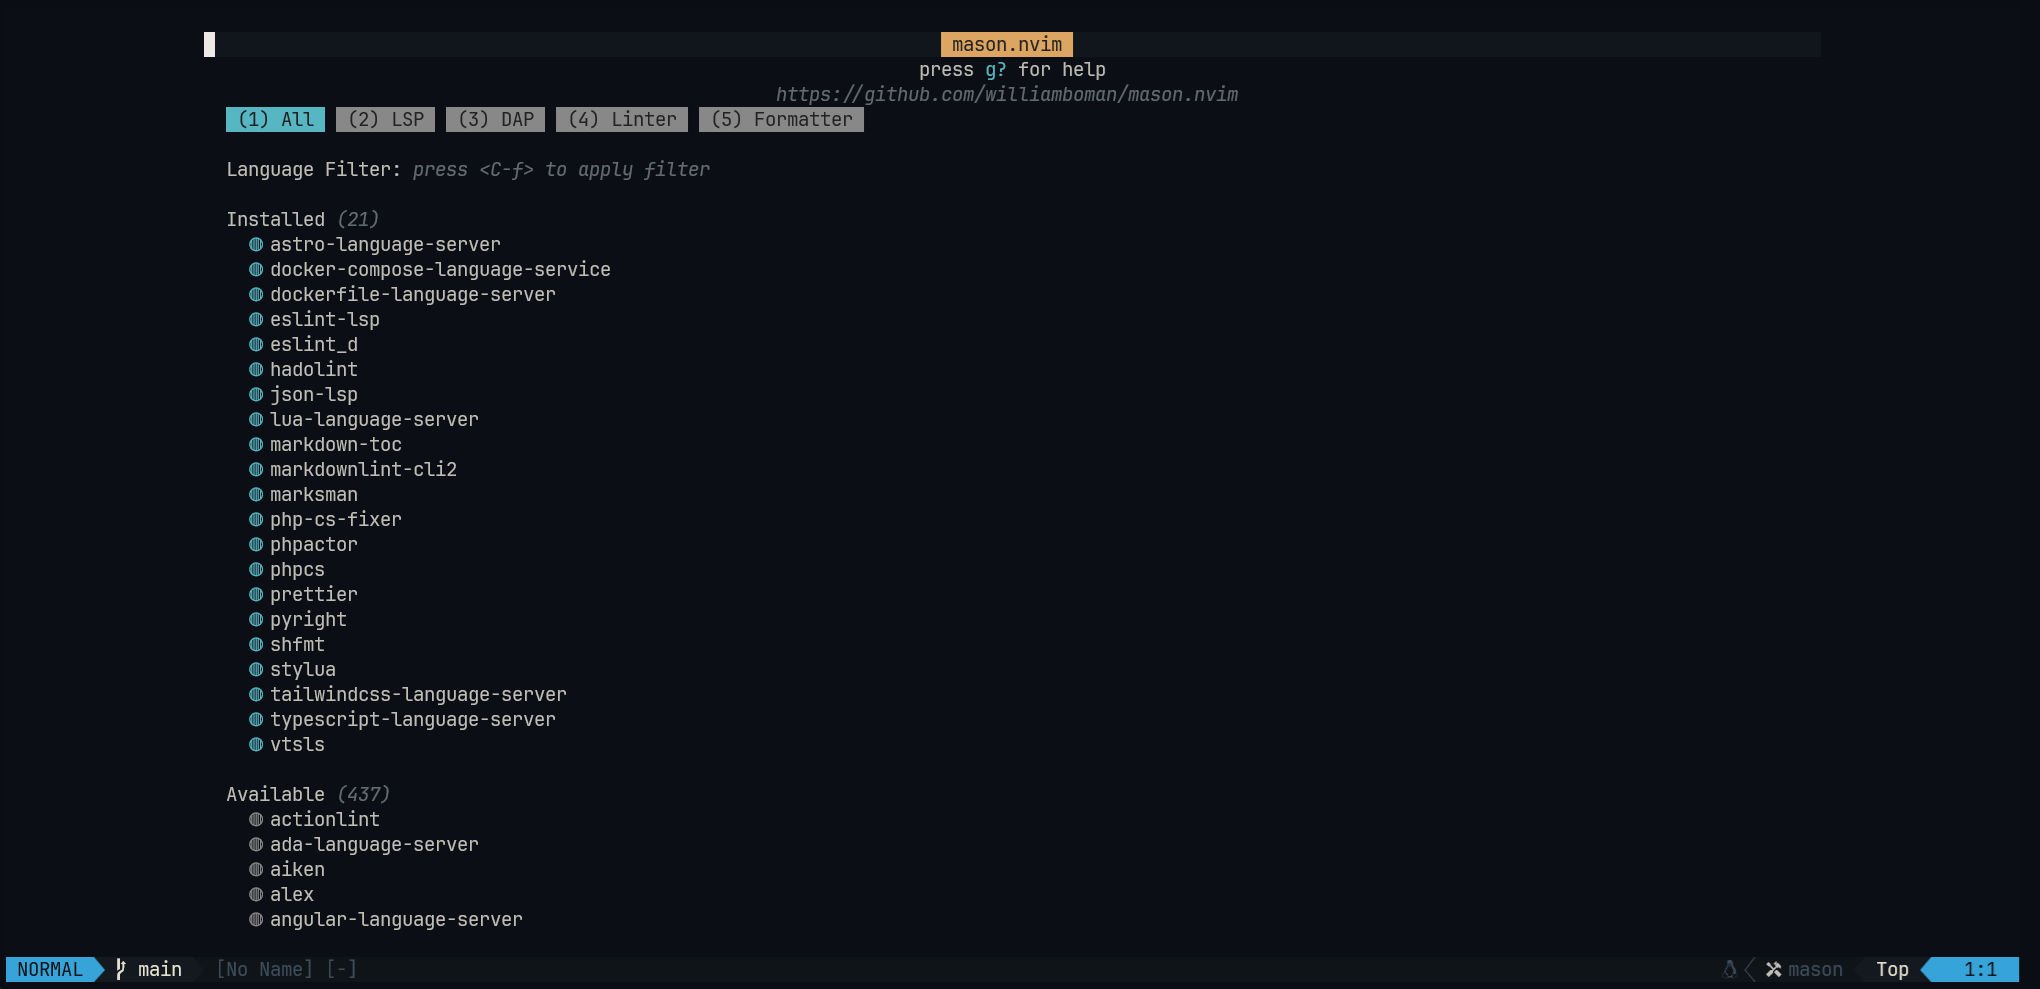 mason.nvim
press g? for help
https://github.com/williamboman/mason.nvim
(1) All (2) LSP (3) DAP (4) Linter (5) Formatter
Language Filter: press <C-f> to apply filter
Installed (21)
astro-language-server
docker-compose-language-service
dockerfile-language-server
eslint-lsp
eslint_d
hadolint
json-lsp
lua-language-server
markdown-toc
markdownlint-cli2
marksman
php-cs-fixer
phpactor
phpcs
prettier
pyright
shfmt
stylua
tailwindcss-language-server
typescript-language-server
vtsls
Available (437)
actionlint
ada-language-server
aiken
alex
angular-language-server
NORMAL main [No Name] [-] mason Top 1:1